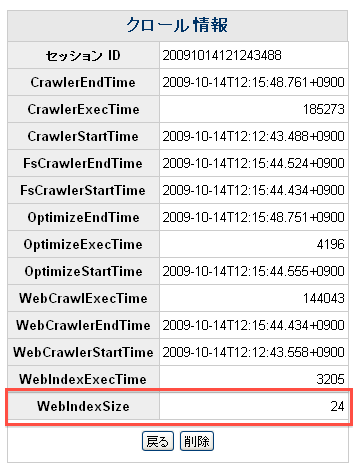 クロール情報
セッション ID 20091014121243488
CrawlerEndTime 2009-10-14T12:15:48.761+0900
CrawlerExecTime 185273
CrawlerStartTime 2009-10-14T12:12:43.488+0900
FsCrawlerEndTime 2009-10-14T12:15:44.524+0900
FsCrawlerStartTime 2009-10-14T12:15:44.434+0900
OptimizeEndTime 2009-10-14T12:15:48.751+0900
OptimizeExecTime 4196
OptimizeStartTime 2009-10-14T12:15:44.555+0900
WebCrawlExecTime 144043
WebCrawlerEndTime 2009-10-14T12:15:44.434+0900
WebCrawlerStartTime 2009-10-14T12:12:43.558+0900
WebIndexExecTime 3205
WebIndexSize 24
戻る 削除